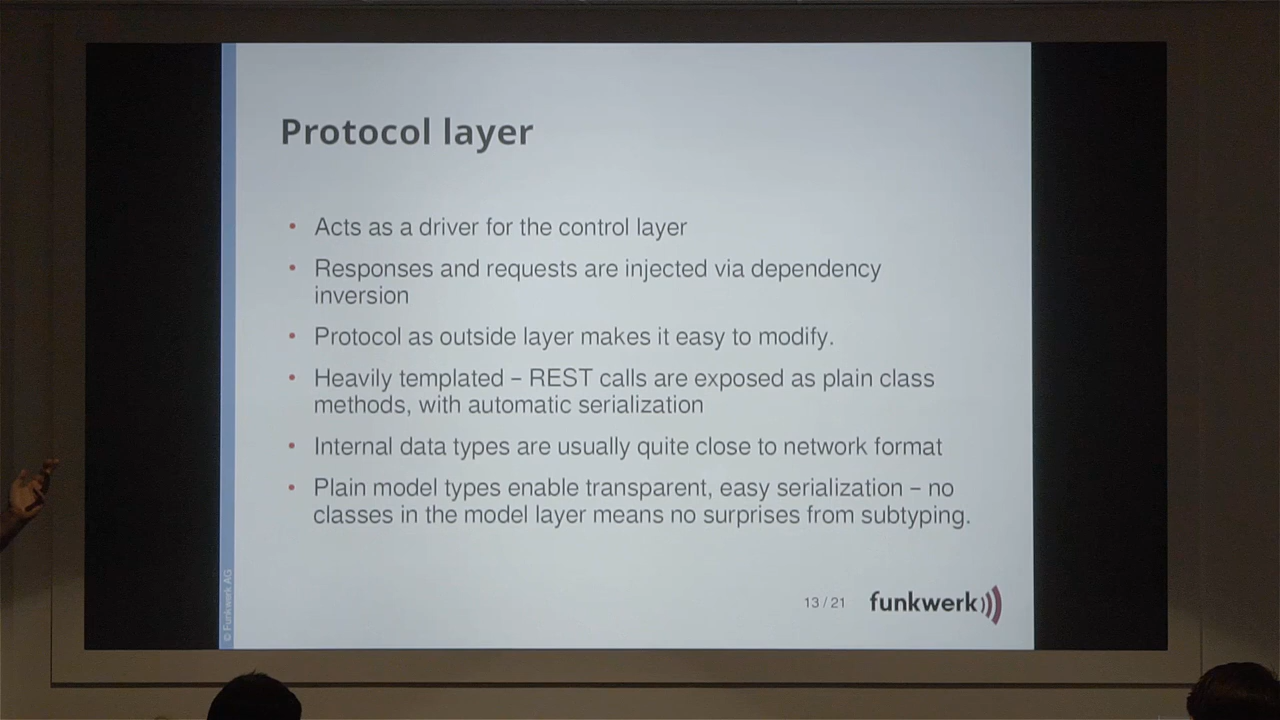 Protocol layer
• Acts as a driver for the control layer
• Responses and requests are injected via dependency
inversion
• Protocol as outside layer makes it easy to modify.
• Heavily templated – REST calls are exposed as plain class
methods, with automatic serialization
• Internal data types are usually quite close to network format
• Plain model types enable transparent, easy serialization – no
classes in the model layer means no surprises from subtyping.
© Funkwerk AG
13 / 21
funkwerk